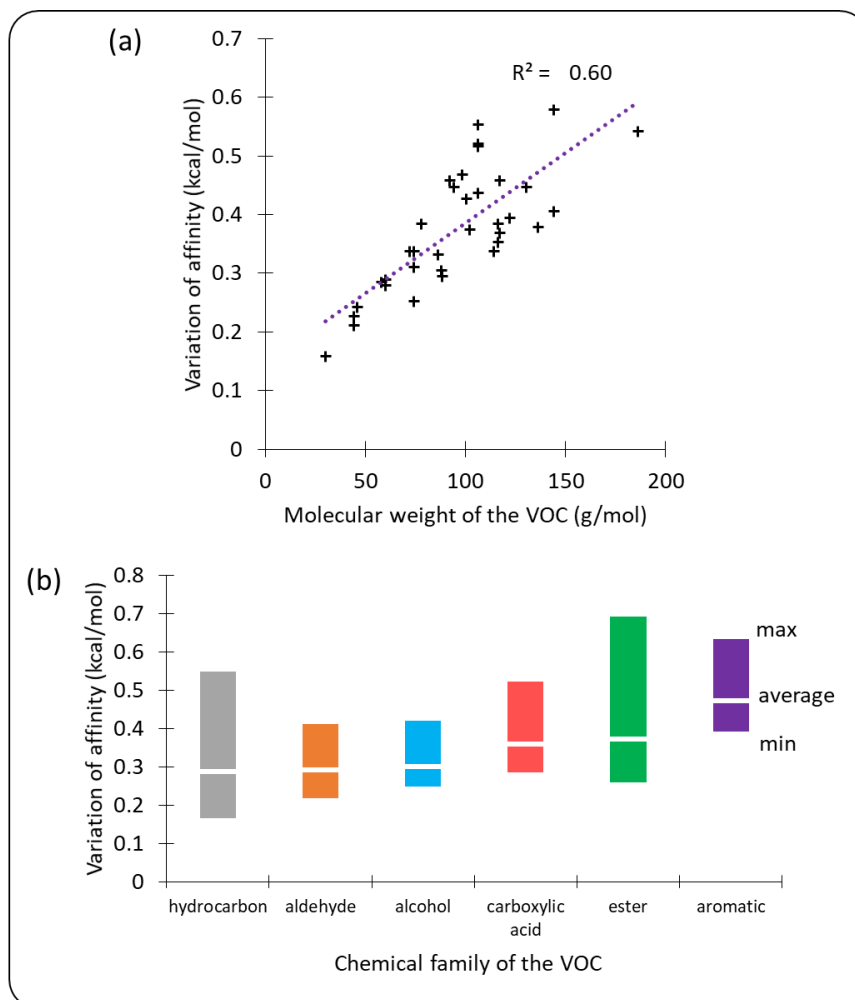 (a)
Variation of affinity (kcal/mol)
0.7
0.6
0.5
0.4
0.3
0.2
0.1
0
R² = 0.60
0
50
100
150
200
Molecular weight of the VOC (g/mol)
(b)
Variation of affinity (kcal/mol)
0.8
0.7
0.6
0.5
0.4
0.3
0.2
0.1
0
max
average
min
hydrocarbon
aldehyde
alcohol
carboxylic
acid
ester
aromatic
Chemical family of the VOC